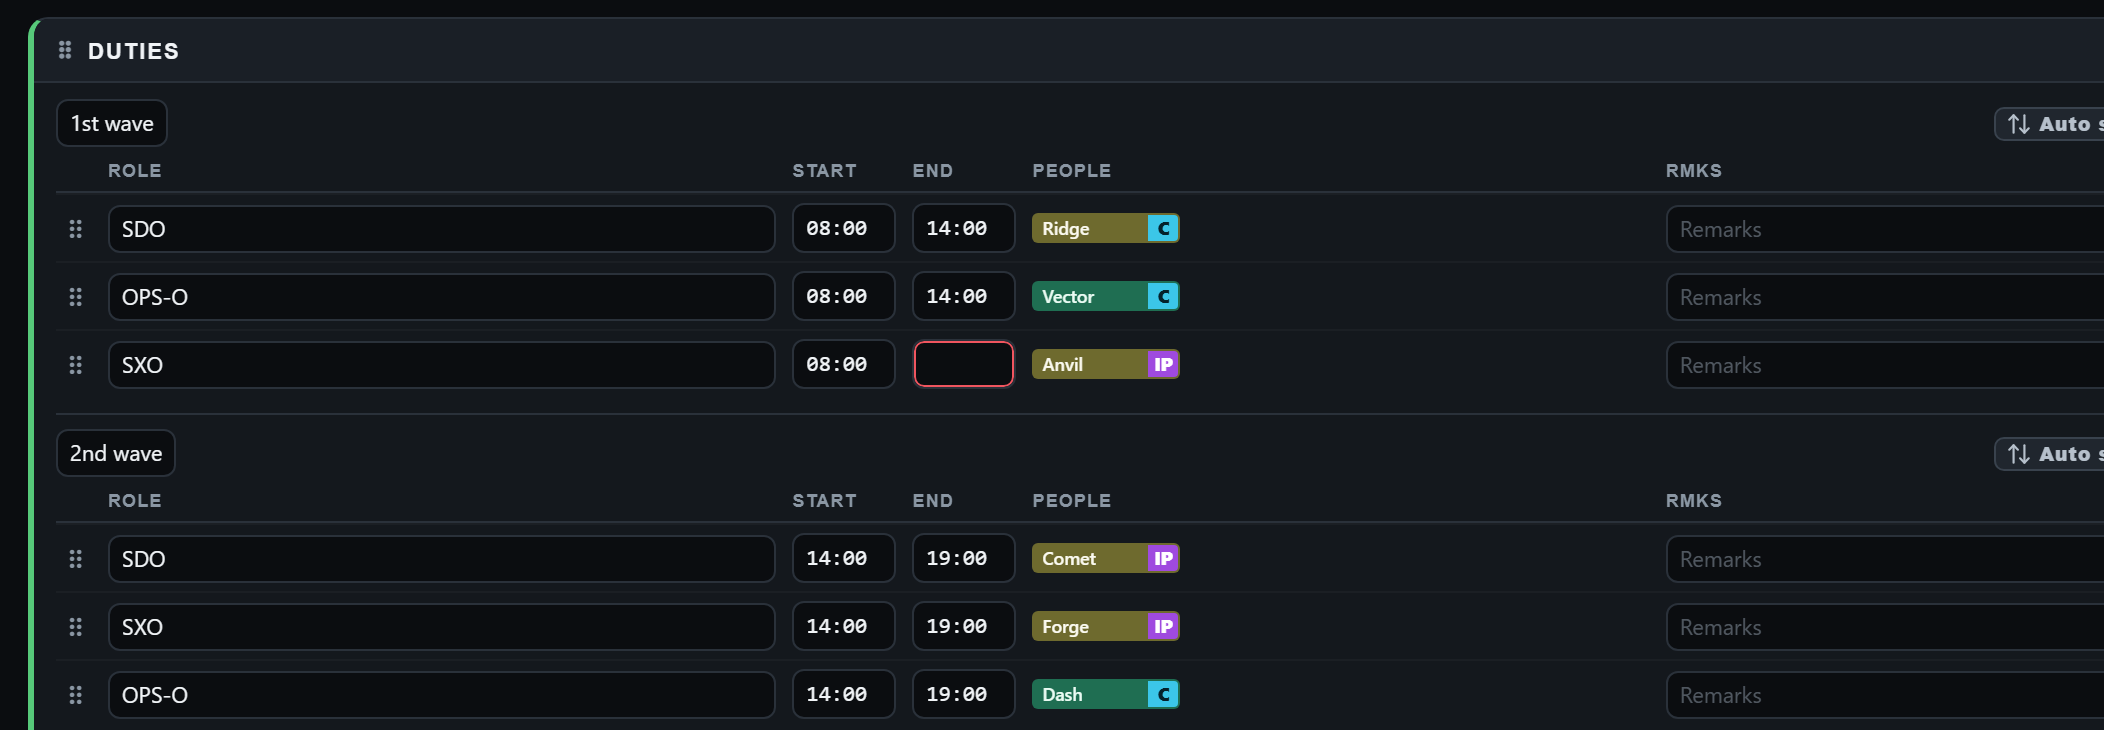 DUTIES
1st wave
Auto
ROLE START END PEOPLE RMKS
SDO 08:00 14:00 Ridge C Remarks
OPS-O 08:00 14:00 Vector C Remarks
SXO 08:00 Anvil IP Remarks
2nd wave
Auto
ROLE START END PEOPLE RMKS
SDO 14:00 19:00 Comet IP Remarks
SXO 14:00 19:00 Forge IP Remarks
OPS-O 14:00 19:00 Dash C Remarks